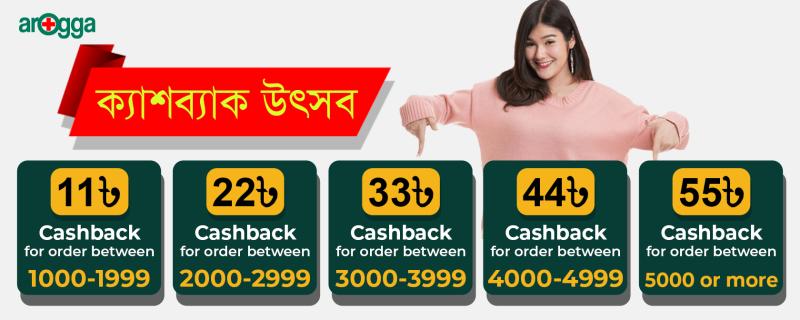 arogga
ক্যাশব্যাক উৎসব
11৳
Cashback
for order between
1000-1999
22৳
Cashback
for order between
2000-2999
33৳
Cashback
for order between
3000-3999
44৳
Cashback
for order between
4000-4999
55৳
Cashback
for order between
5000 or more